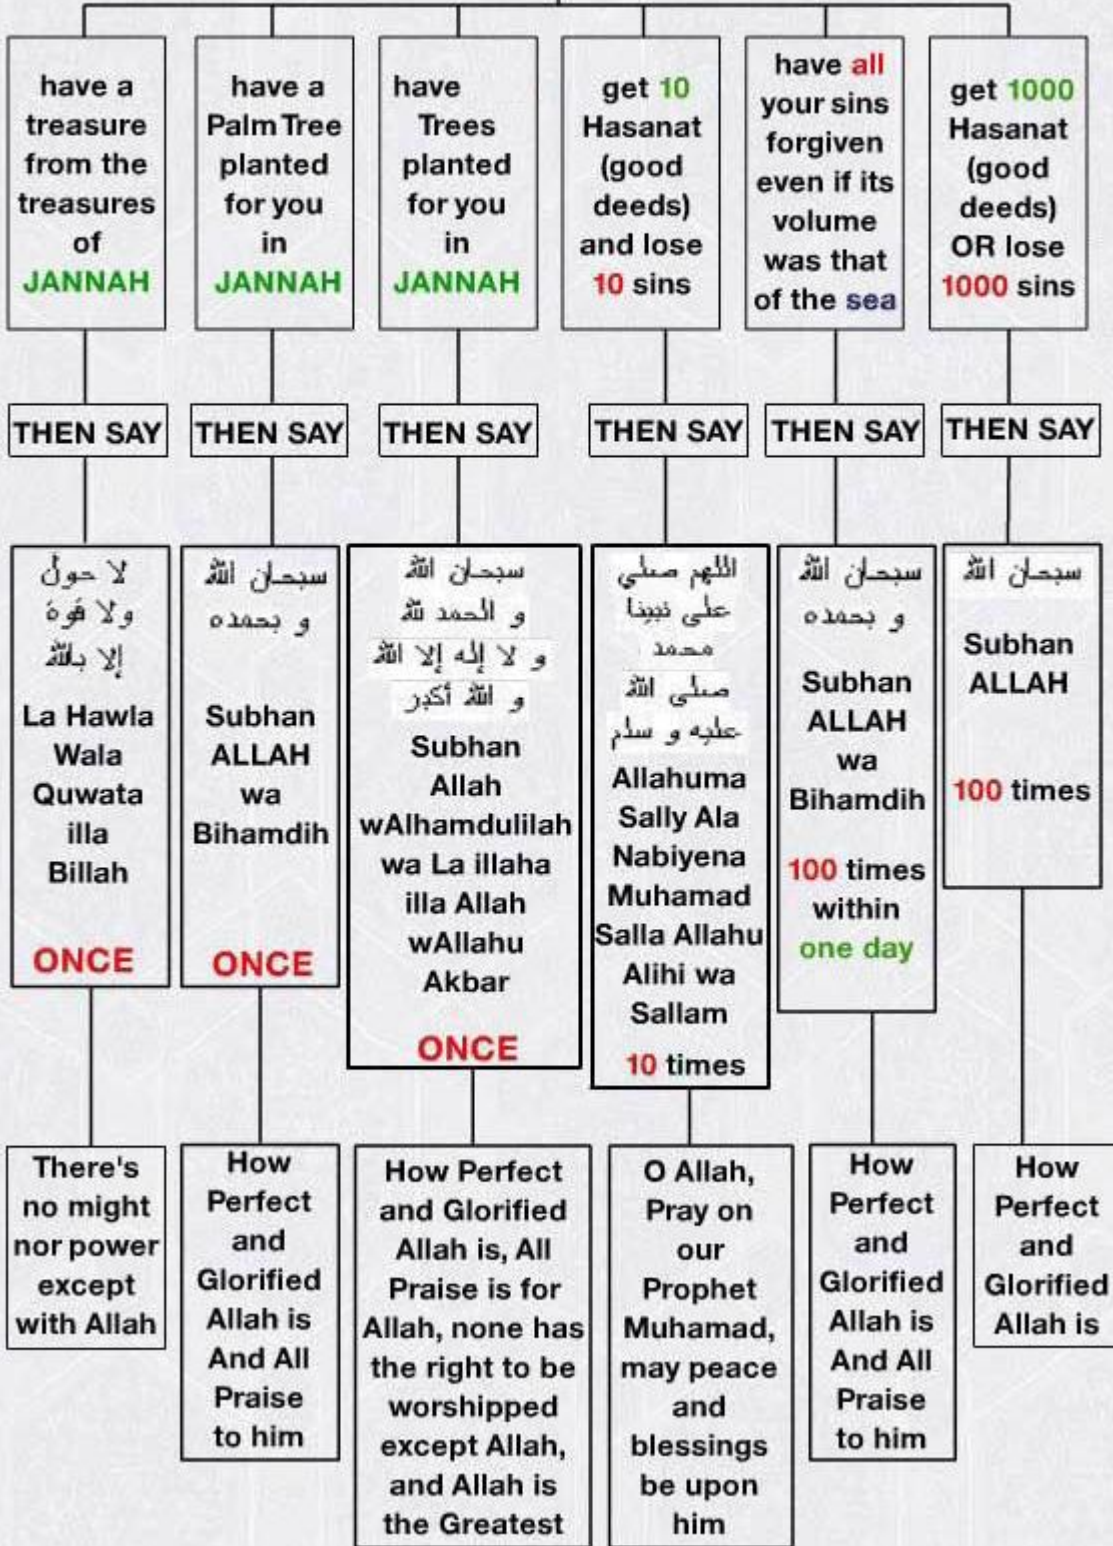 have a
treasure
from the
treasures
of
JANNAH
have a
Palm Tree
planted
for you
in
JANNAH
have
Trees
planted
for you
in
JANNAH
get 10
Hasanat
(good
deeds)
and lose
10 sins
have all
your sins
forgiven
even if its
volume
was that
of the sea
get 1000
Hasanat
(good
deeds)
OR lose
1000 sins
THEN SAY
THEN SAY
THEN SAY
THEN SAY
THEN SAY
THEN SAY
لا حولَ
ولا قوةَ
إلا بالله
La Hawla
Wala
Quwata
illa
Billah
ONCE
سبحان الله
و بحمده
Subhan
ALLAH
wa
Bihamdih
ONCE
سبحان الله
و الحمد لله
و لا إله إلا الله
و الله أكبر
Subhan
Allah
wAlhamdulilah
wa La illaha
illa Allah
wAllahu
Akbar
ONCE
اللهم صلي
على نبينا
محمد
صلى الله
عليه و سلم
Allahuma
Sally Ala
Nabiyena
Muhamad
Salla Allahu
Alihi wa
Sallam
10 times
سبحان الله
و بحمده
Subhan
ALLAH
wa
Bihamdih
100 times
within
one day
سبحان الله
Subhan
ALLAH
100 times
There's
no might
nor power
except
with Allah
How
Perfect
and
Glorified
Allah is
And All
Praise
to him
How Perfect
and Glorified
Allah is, All
Praise is for
Allah, none has
the right to be
worshipped
except Allah,
and Allah is
the Greatest
O Allah,
Pray on
our
Prophet
Muhamad,
may peace
and
blessings
be upon
him
How
Perfect
and
Glorified
Allah is
And All
Praise
to him
How
Perfect
and
Glorified
Allah is